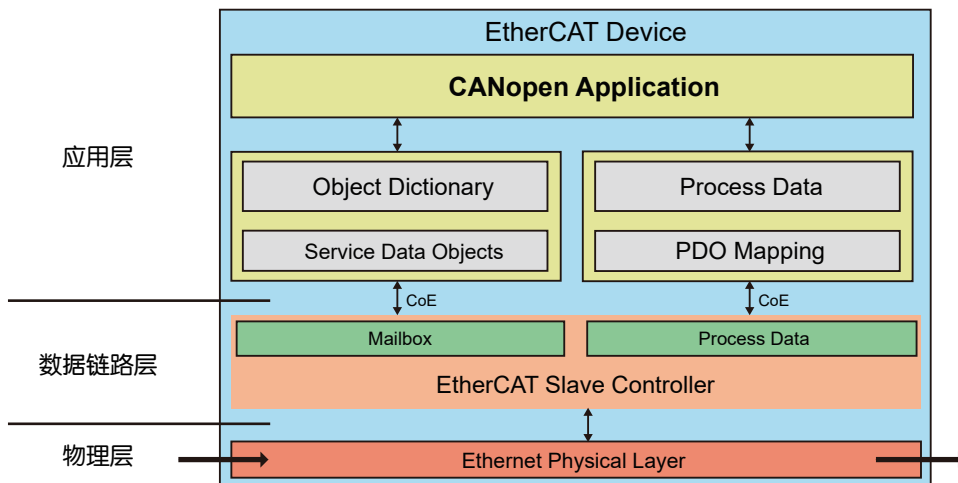 EtherCAT Device
CANopen Application
应用层
Object Dictionary
Process Data
Service Data Objects
PDO Mapping
CoE
CoE
Mailbox
Process Data
数据链路层
EtherCAT Slave Controller
物理层
Ethernet Physical Layer